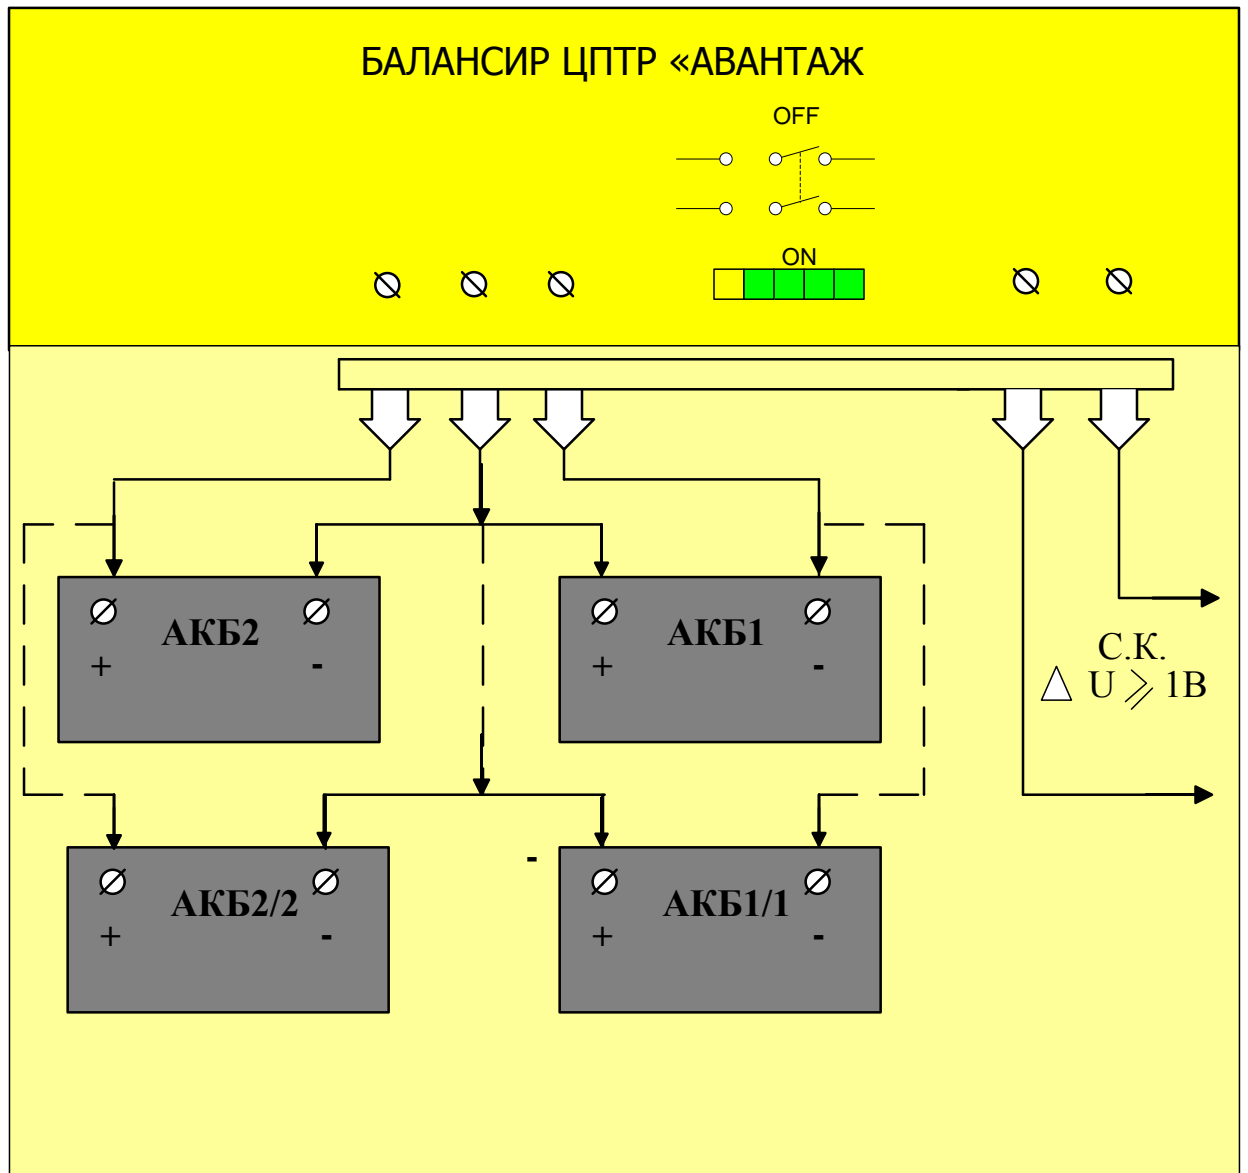 БАЛАНСИР ЦПТР «АВАНТАЖ
OFF
ON
АКБ2
+ -
АКБ1
+ -
С.К.
△ U ⩾ 1В
-
АКБ2/2
+ -
АКБ1/1
+ -